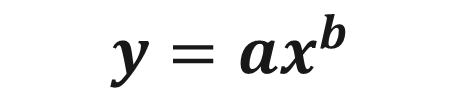 y = ax^b